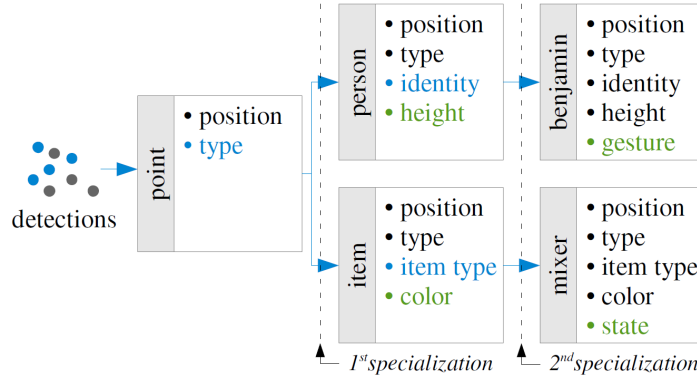 detections
point
• position
• type
person
• position
• type
• identity
• height
item
• position
• type
• item type
• color
benjamin
• position
• type
• identity
• height
• gesture
mixer
• position
• type
• item type
• color
• state
1st specialization
2nd specialization